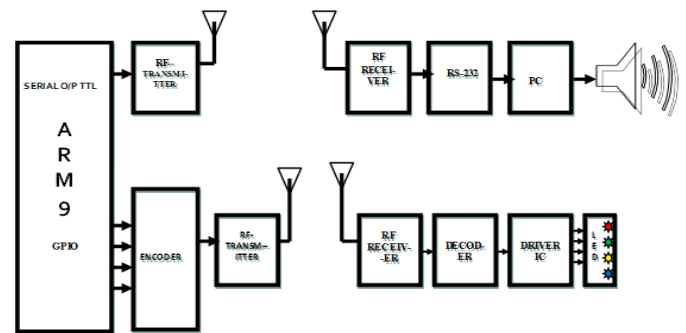 SERIAL O/P TTL
A
R
M
9
GPIO
RF-
TRANSMI-
TTER
RF
RECEI-
VER
RS-232
PC
ENCODER
RF-
TRANSM-
ITTER
RF
RECEIV-
-ER
DECOD-
ER
DRIVER
IC
L
E
D